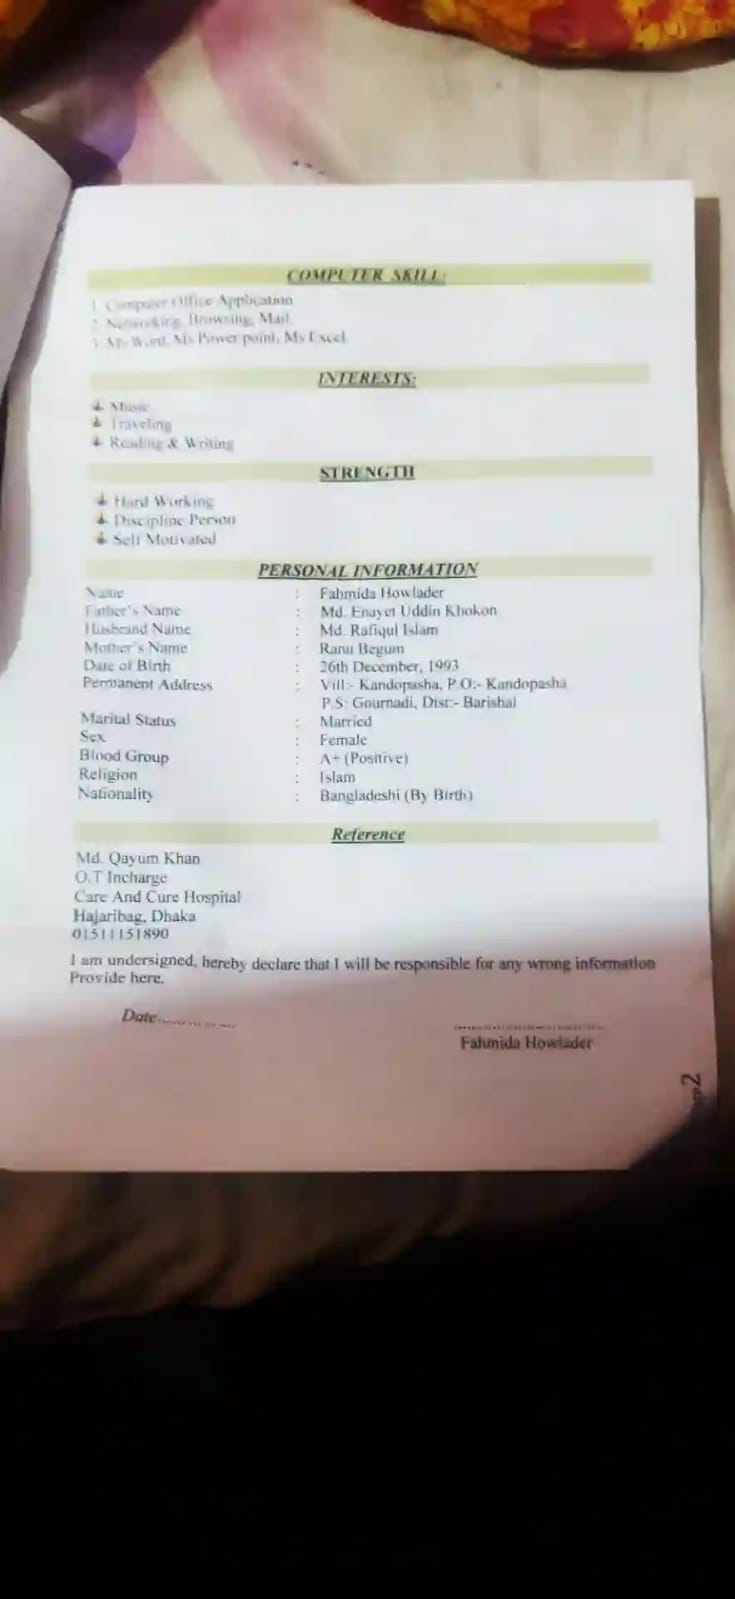 COMPUTER SKILL:
1. Computer Office Application
2. Networking, Browsing, Mail
3. Ms Word, Ms Power point, Ms Excel
INTERESTS:
Music
Traveling
Reading & Writing
STRENGTH
Hard Working
Discipline Person
Self Motivated
PERSONAL INFORMATION
Name : Fahmida Howlader
Father's Name : Md. Enayet Uddin Khokon
Husbrand Name : Md. Rafiqul Islam
Mother's Name : Ranu Begum
Date of Birth : 26th December, 1993
Permanent Address : Vill:- Kandopasha, P.O:- Kandopasha
P.S: Gournadi, Dist:- Barishal
Marital Status : Married
Sex : Female
Blood Group : A+ (Positive)
Religion : Islam
Nationality : Bangladeshi (By Birth)
Reference
Md. Qayum Khan
O.T Incharge
Care And Cure Hospital
Hajaribag, Dhaka
01511151890
I am undersigned, hereby declare that I will be responsible for any wrong information
Provide here.
Date..............
Fahmida Howlader
2